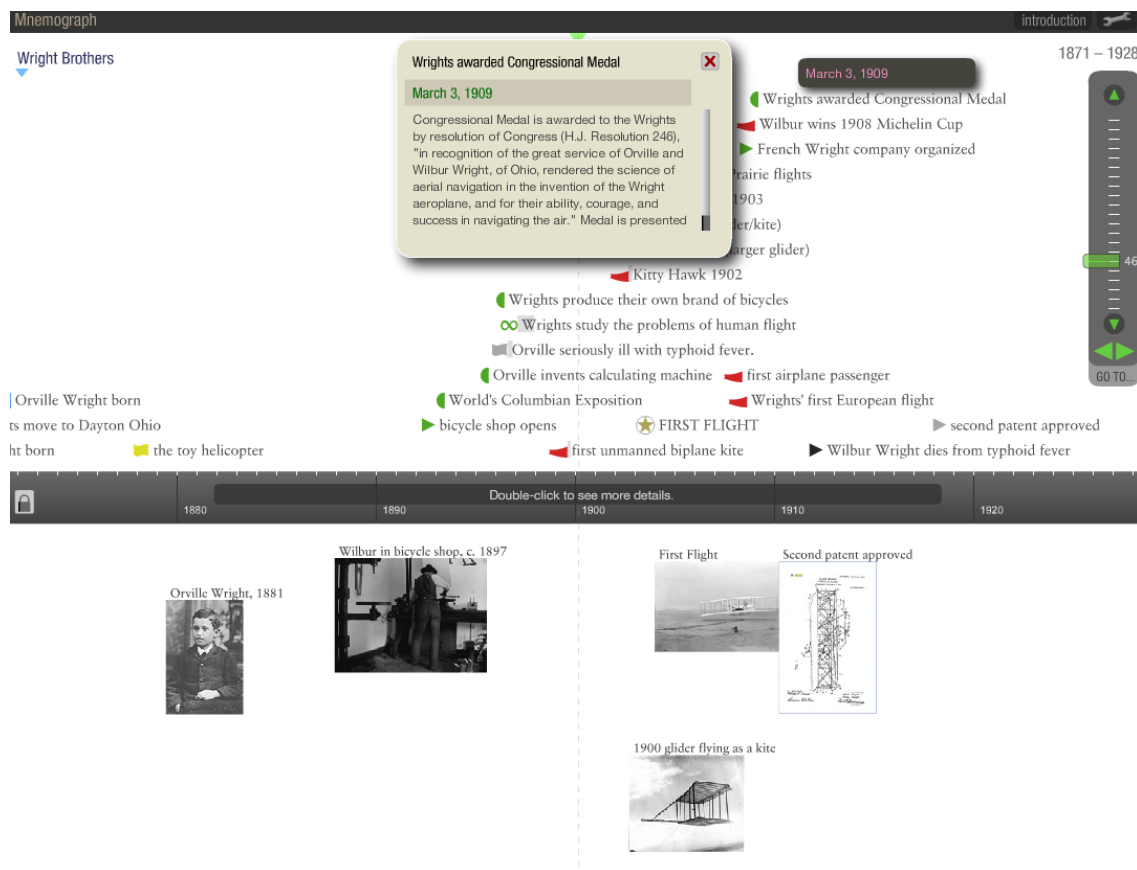 Mnemograph
introduction
Wright Brothers
1871 – 1928
Wrights awarded Congressional Medal
March 3, 1909
Congressional Medal is awarded to the Wrights
by resolution of Congress (H.J. Resolution 246),
"in recognition of the great service of Orville and
Wilbur Wright, of Ohio, rendered the science of
aerial navigation in the invention of the Wright
aeroplane, and for their ability, courage, and
success in navigating the air." Medal is presented
March 3, 1909
Wrights awarded Congressional Medal
Wilbur wins 1908 Michelin Cup
French Wright company organized
Prairie flights
1903
der/kite)
larger glider)
Kitty Hawk 1902
46
Wrights produce their own brand of bicycles
Wrights study the problems of human flight
Orville seriously ill with typhoid fever.
Orville invents calculating machine
first airplane passenger
GO TO...
Orville Wright born
World's Columbian Exposition
Wrights' first European flight
ts move to Dayton Ohio
bicycle shop opens
FIRST FLIGHT
second patent approved
ht born
the toy helicopter
first unmanned biplane kite
Wilbur Wright dies from typhoid fever
Double-click to see more details.
1880
1890
1900
1910
1920
Wilbur in bicycle shop, c. 1897
First Flight
Second patent approved
Orville Wright, 1881
1900 glider flying as a kite